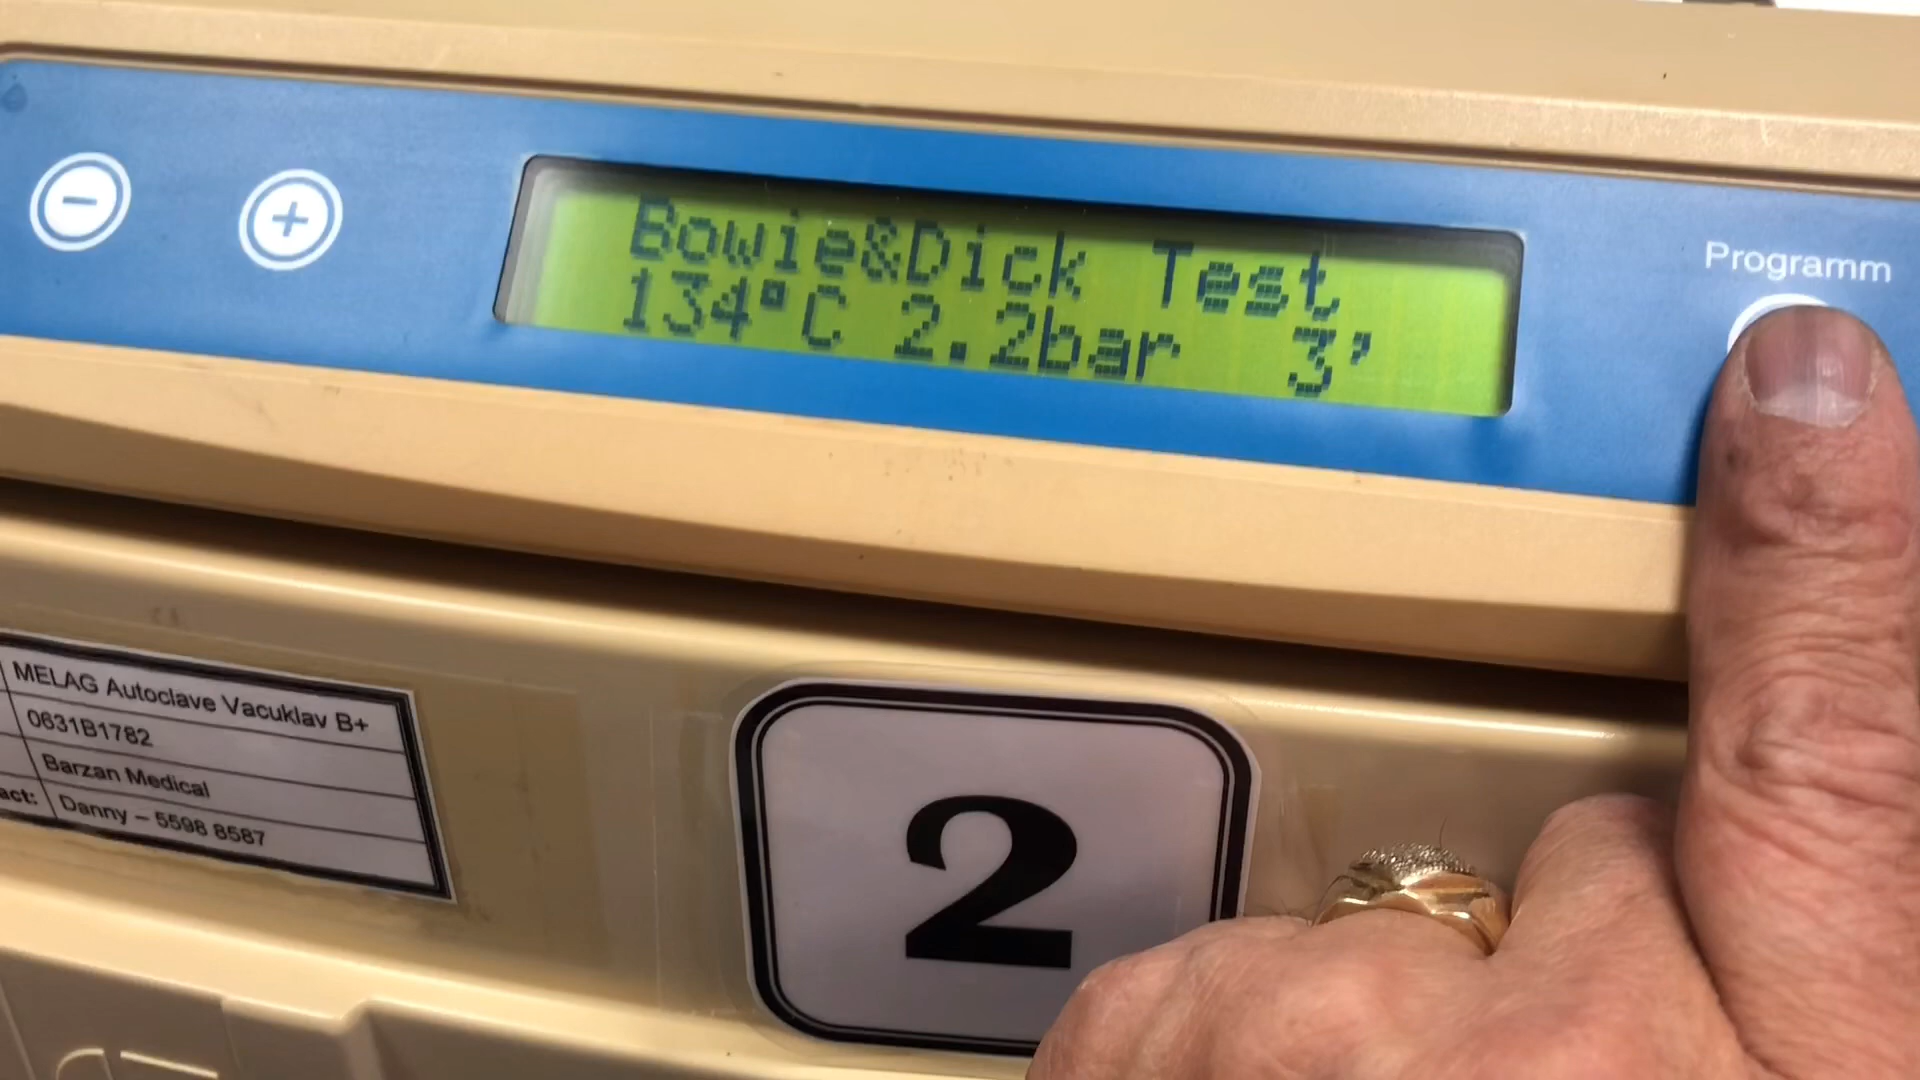 Bowie&Dick Test
134°C 2.2bar 3'
Programm
MELAG Autoclave Vacuklav B+
0631B1782
Barzan Medical
act: Danny – 5598 8587
2